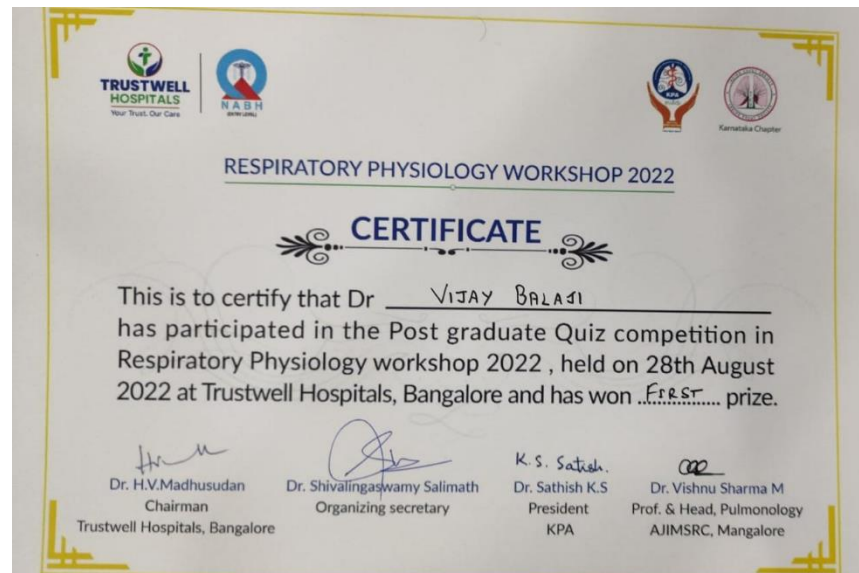 TRUSTWELL
HOSPITALS
Your Trust. Our Care
NABH
(ENTRY LEVEL)
KPA
Karnataka Chapter
RESPIRATORY PHYSIOLOGY WORKSHOP 2022
CERTIFICATE
This is to certify that Dr VIJAY BALAJI
has participated in the Post graduate Quiz competition in
Respiratory Physiology workshop 2022 , held on 28th August
2022 at Trustwell Hospitals, Bangalore and has won ..FIRST.... prize.
K. S. Satish.
Dr. H.V.Madhusudan
Dr. Shivalingaswamy Salimath
Dr. Sathish K.S
Dr. Vishnu Sharma M
Chairman
Organizing secretary
President
Prof. & Head, Pulmonology
Trustwell Hospitals, Bangalore
KPA
AJIMSRC, Mangalore